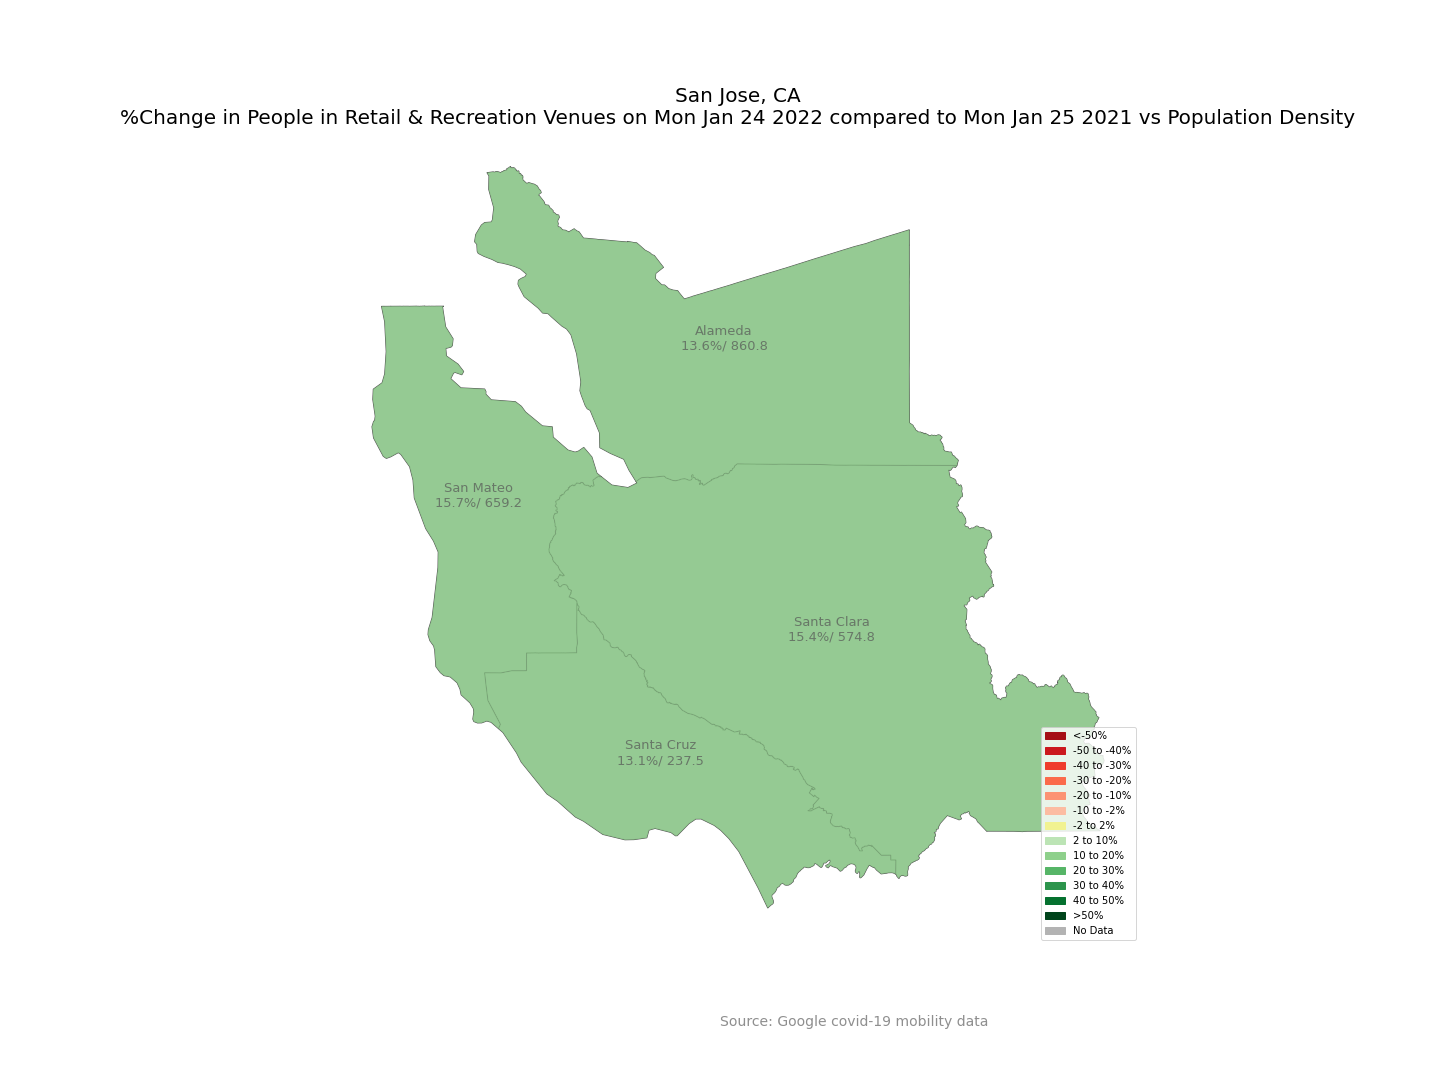 San Jose, CA
%Change in People in Retail & Recreation Venues on Mon Jan 24 2022 compared to Mon Jan 25 2021 vs Population Density
Alameda
13.6%/ 860.8
San Mateo
15.7%/ 659.2
Santa Clara
15.4%/ 574.8
Santa Cruz
13.1%/ 237.5
<-50%
-50 to -40%
-40 to -30%
-30 to -20%
-20 to -10%
-10 to -2%
-2 to 2%
2 to 10%
10 to 20%
20 to 30%
30 to 40%
40 to 50%
>50%
No Data
Source: Google covid-19 mobility data